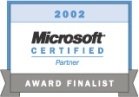 2002
Microsoft
CERTIFIED
Partner
AWARD FINALIST